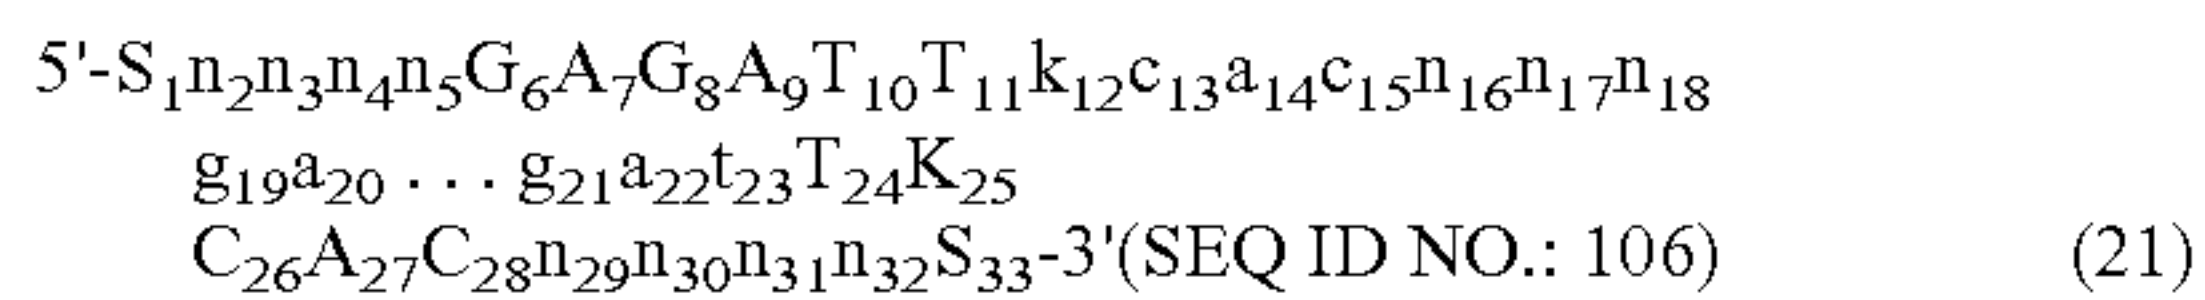 5'-S₁n₂n₃n₄n₅G₆A₇G₈A₉T₁₀T₁₁k₁₂c₁₃a₁₄c₁₅n₁₆n₁₇n₁₈
g₁₉a₂₀ . . . g₂₁a₂₂t₂₃T₂₄K₂₅
C₂₆A₂₇C₂₈n₂₉n₃₀n₃₁n₃₂S₃₃-3'(SEQ ID NO.: 106) (21)